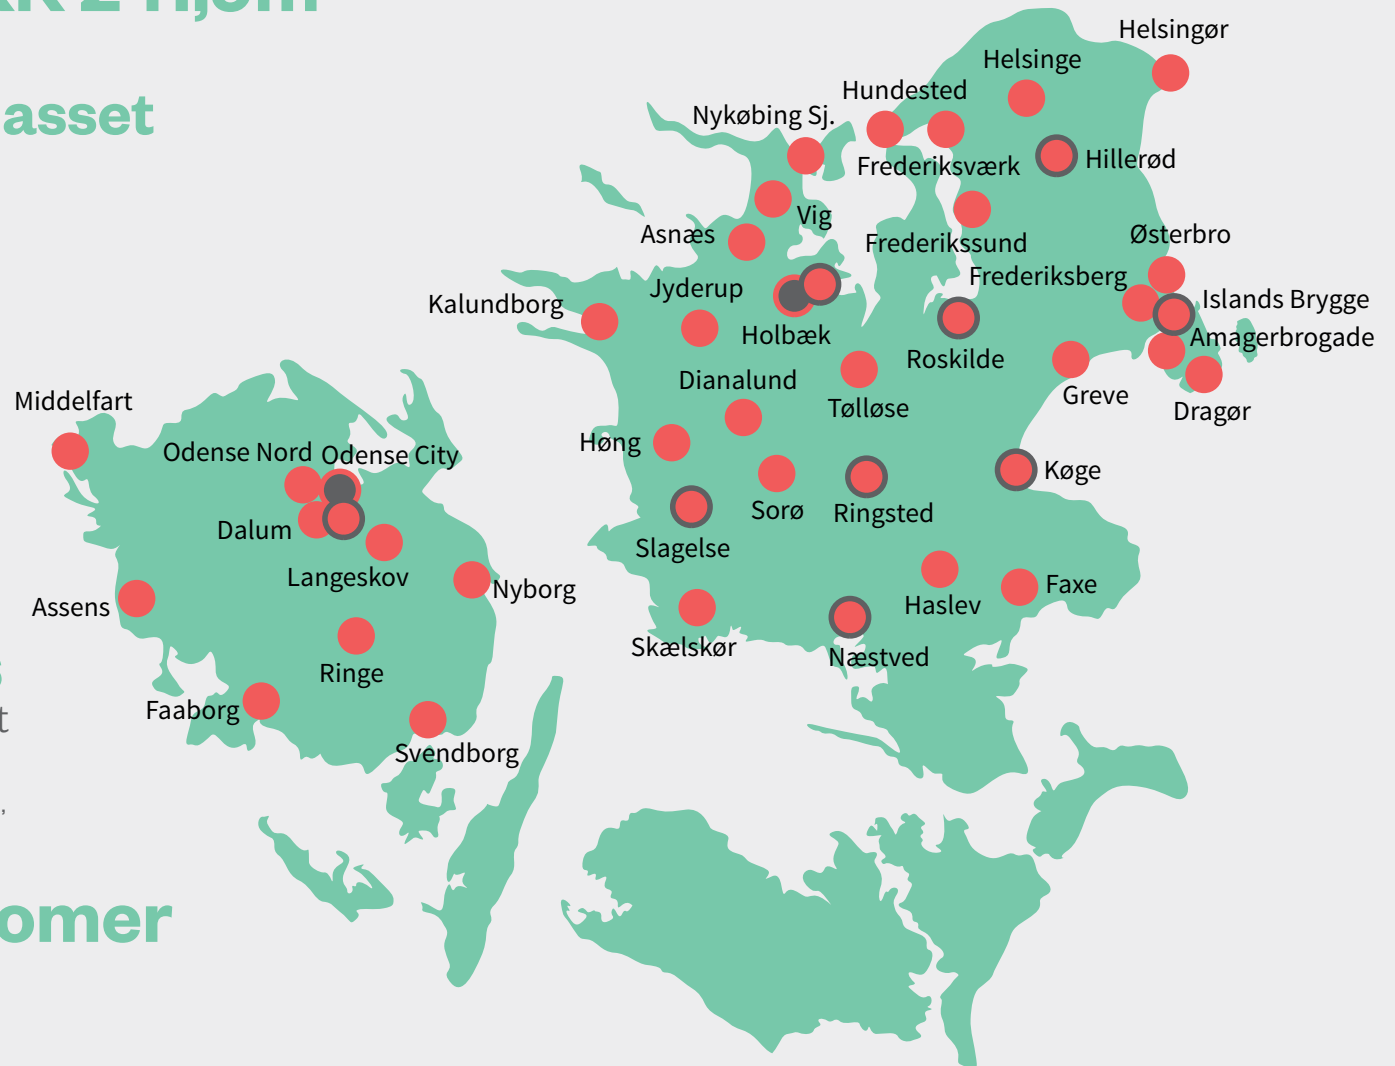 asset
omer
Helsingør
Helsinge
Hundested
Nykøbing Sj.
Frederiksværk
Hillerød
Vig
Asnæs
Frederikssund
Østerbro
Frederiksberg
Jyderup
Kalundborg
Islands Brygge
Holbæk
Amagerbrogade
Roskilde
Dianalund
Greve
Tølløse
Dragør
Middelfart
Høng
Odense Nord
Odense City
Køge
Sorø
Ringsted
Dalum
Slagelse
Langeskov
Nyborg
Faxe
Assens
Haslev
Skælskør
Næstved
Ringe
Faaborg
Svendborg